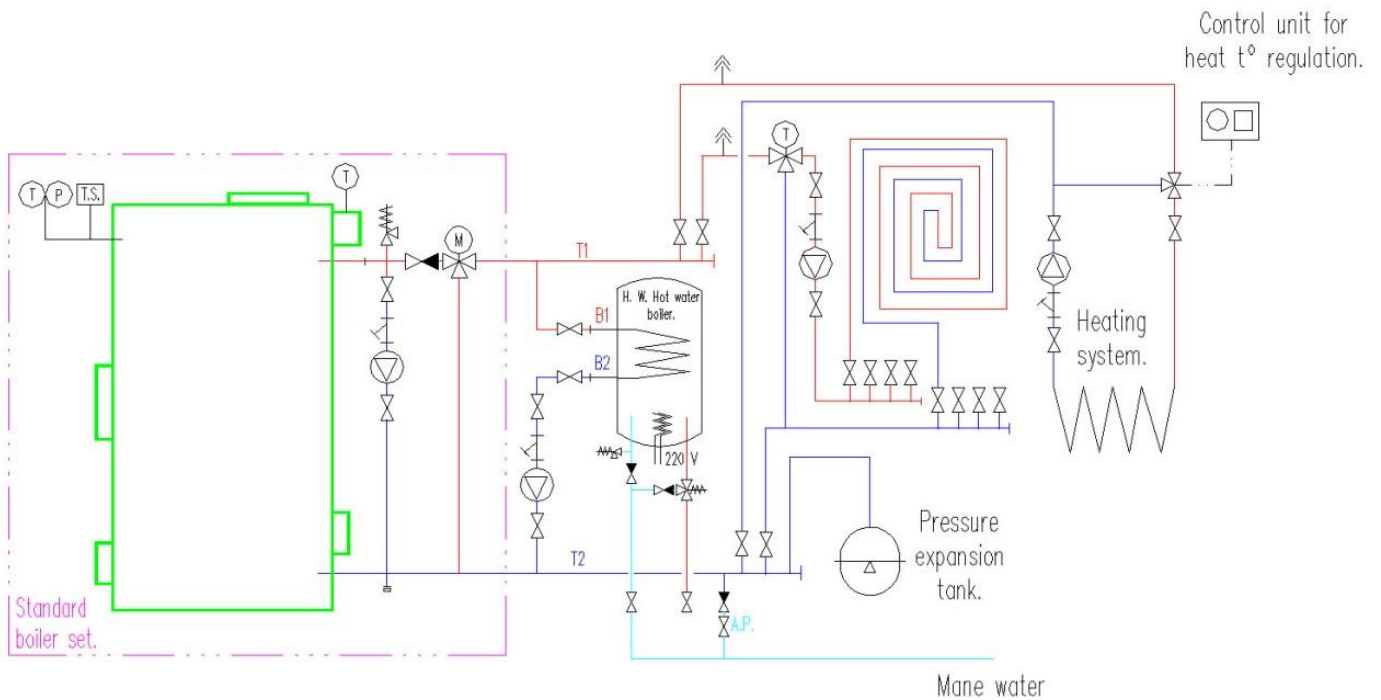 Control unit for
heat tº regulation.
T
P
T.S.
T
M
T1
T
H. W. Hot water
boiler.
B1
B2
220 V
Heating
system.
T2
Pressure
expansion
tank.
Standard
boiler set.
A.P.
Mane water